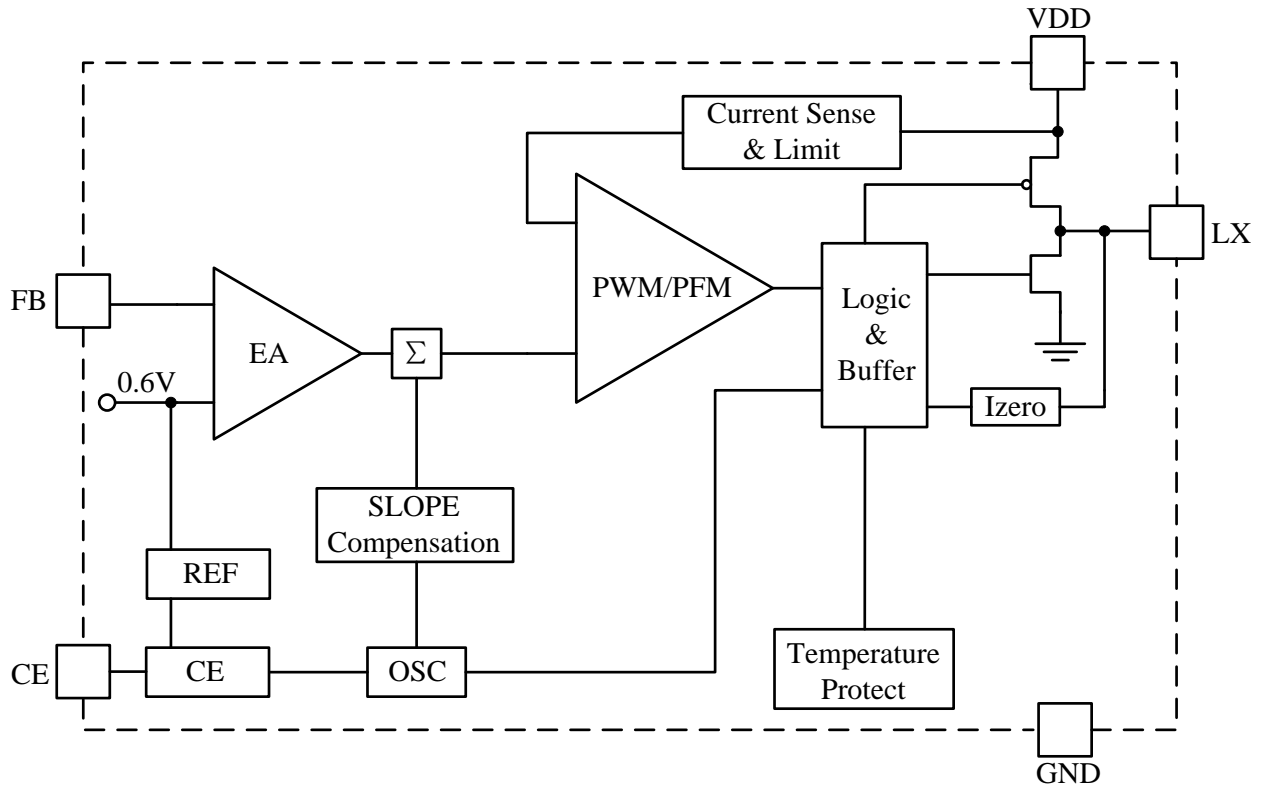 VDD
Current Sense
& Limit
LX
FB
EA
Σ
PWM/PFM
Logic
&
Buffer
0.6V
Izero
SLOPE
Compensation
REF
CE
CE
OSC
Temperature
Protect
GND